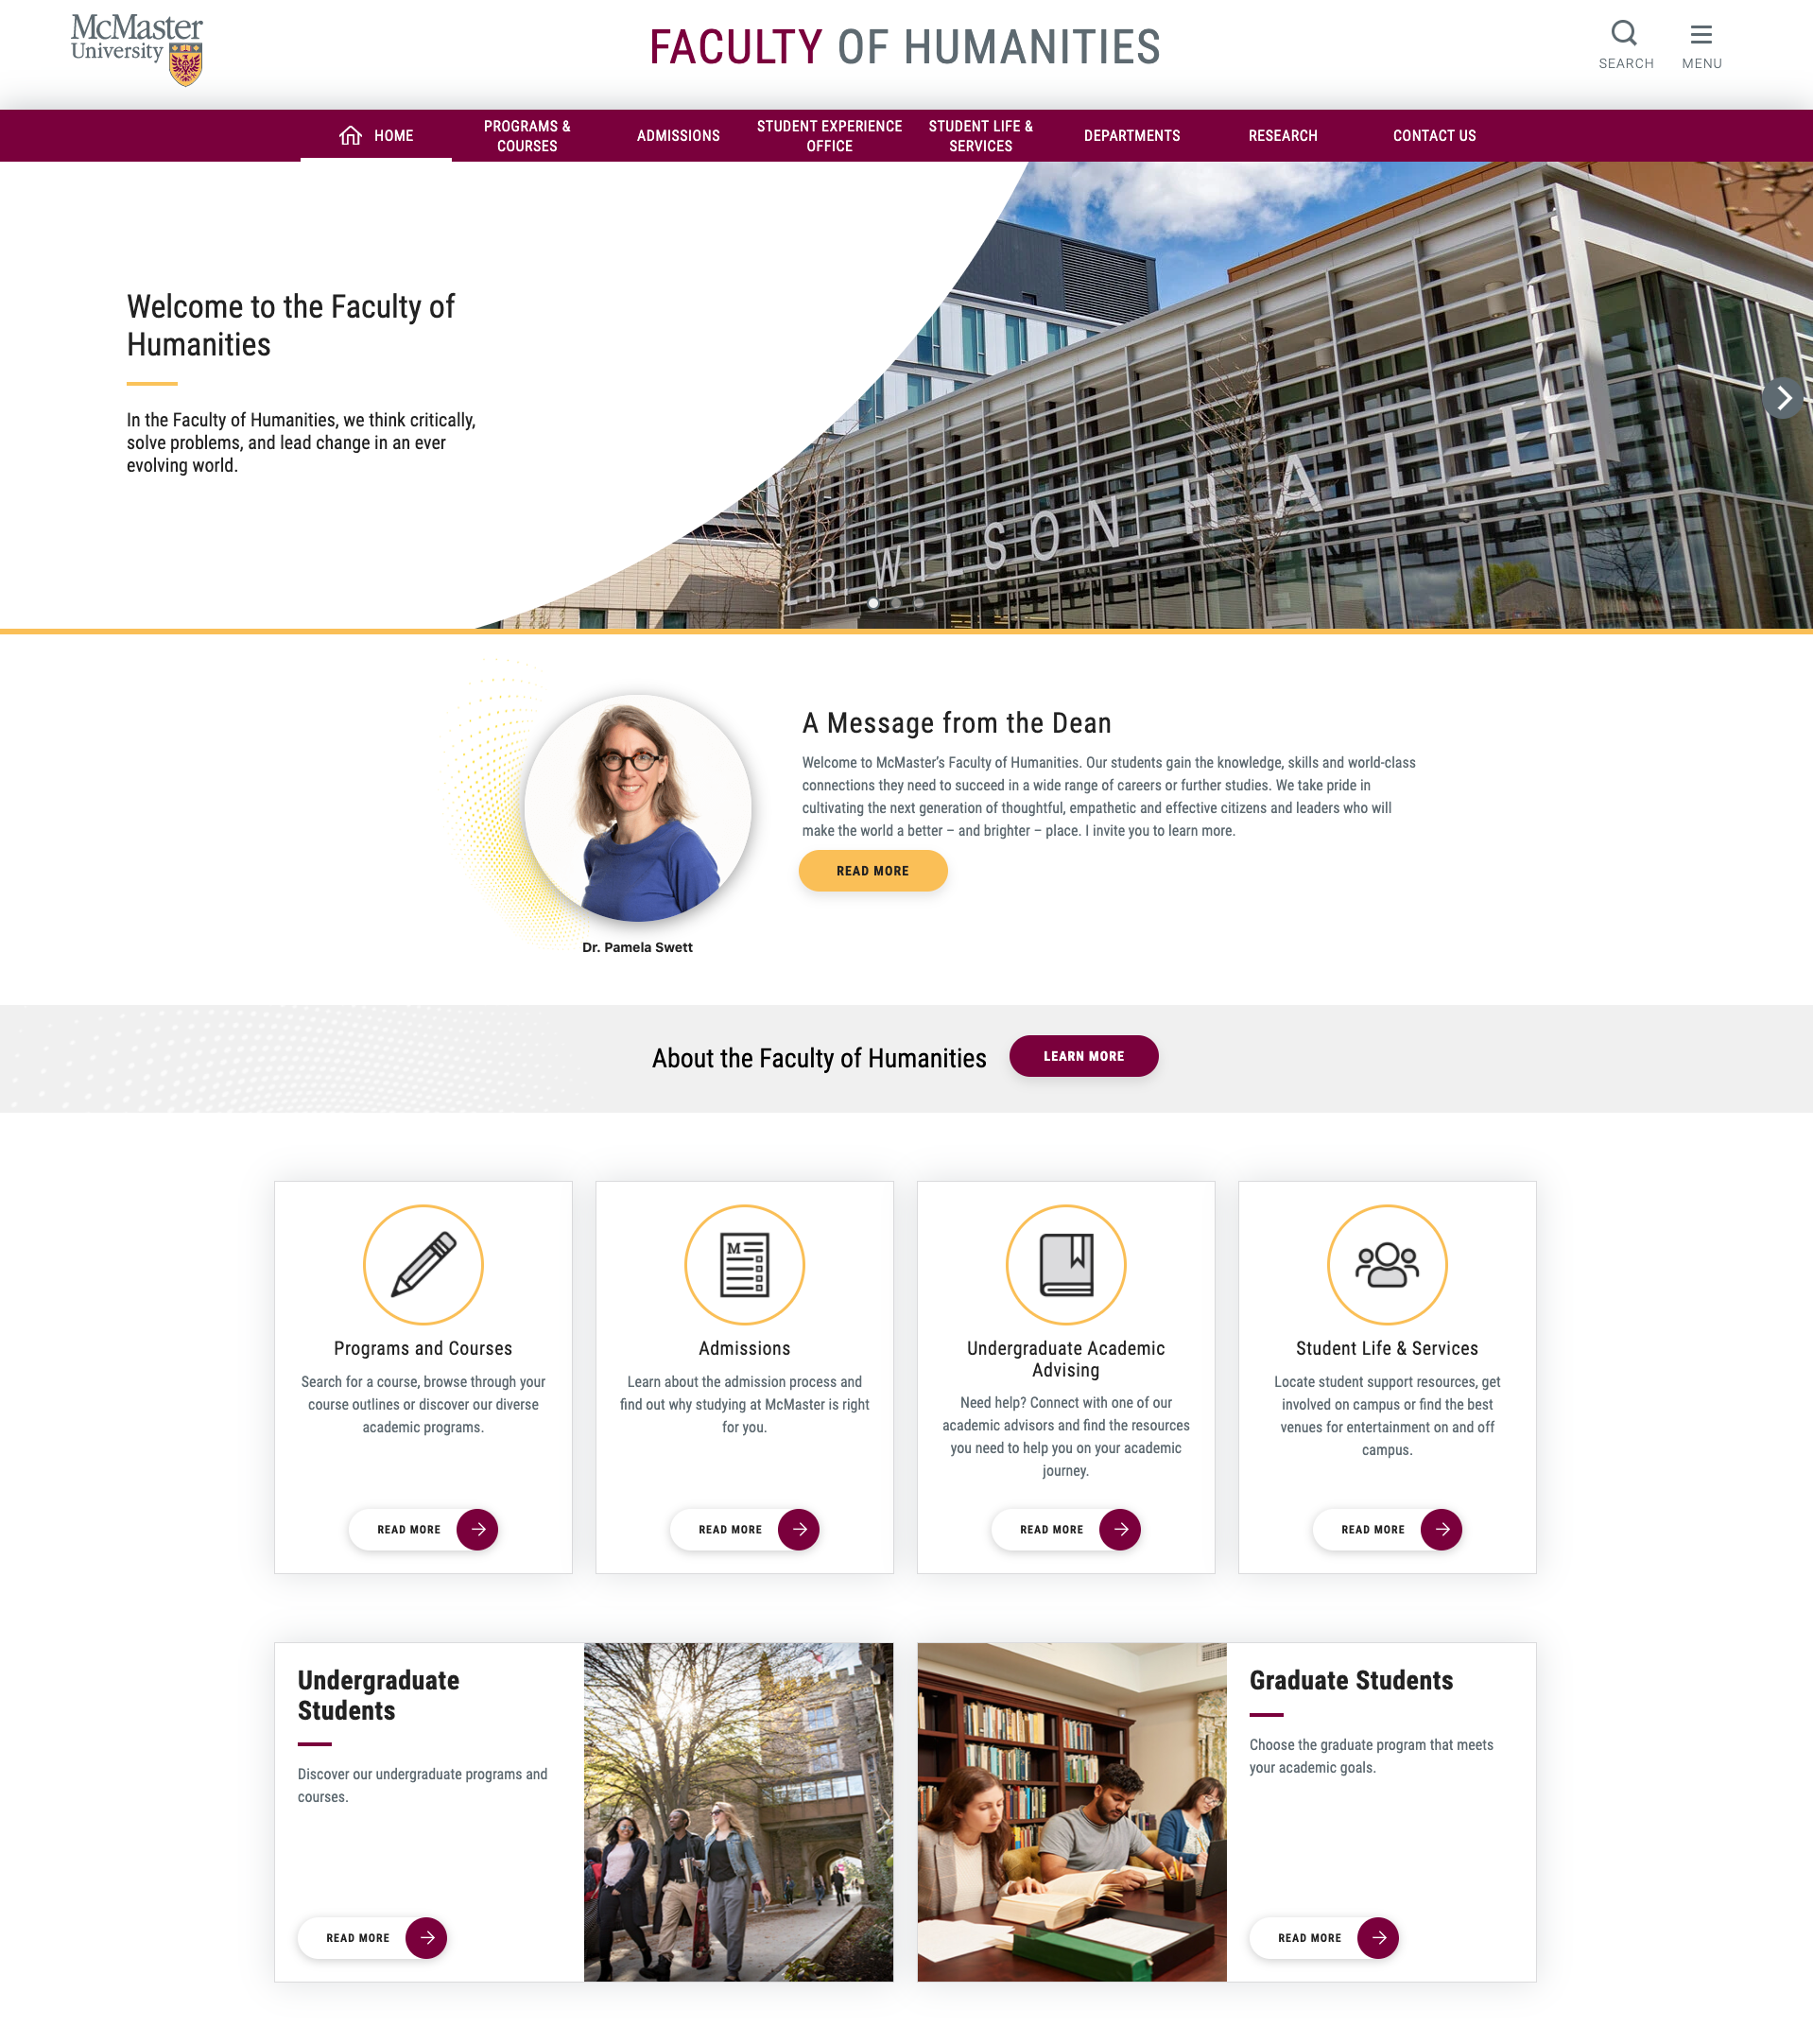 McMaster
University
FACULTY OF HUMANITIES
SEARCH
MENU
HOME
PROGRAMS &
COURSES
ADMISSIONS
STUDENT EXPERIENCE
OFFICE
STUDENT LIFE &
SERVICES
DEPARTMENTS
RESEARCH
CONTACT US
Welcome to the Faculty of
Humanities
In the Faculty of Humanities, we think critically,
solve problems, and lead change in an ever
evolving world.
R WILSON HALL
A Message from the Dean
Welcome to McMaster’s Faculty of Humanities. Our students gain the knowledge, skills and world-class
connections they need to succeed in a wide range of careers or further studies. We take pride in
cultivating the next generation of thoughtful, empathetic and effective citizens and leaders who will
make the world a better – and brighter – place. I invite you to learn more.
READ MORE
Dr. Pamela Swett
About the Faculty of Humanities
LEARN MORE
Programs and Courses
Search for a course, browse through your
course outlines or discover our diverse
academic programs.
READ MORE
M
Admissions
Learn about the admission process and
find out why studying at McMaster is right
for you.
READ MORE
Undergraduate Academic
Advising
Need help? Connect with one of our
academic advisors and find the resources
you need to help you on your academic
journey.
READ MORE
Student Life & Services
Locate student support resources, get
involved on campus or find the best
venues for entertainment on and off
campus.
READ MORE
Undergraduate
Students
Discover our undergraduate programs and
courses.
READ MORE
Graduate Students
Choose the graduate program that meets
your academic goals.
READ MORE